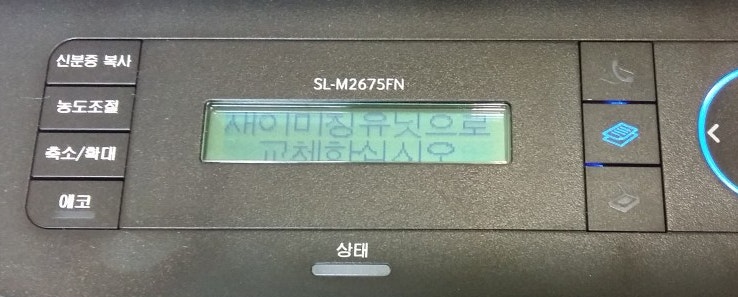 신분증 복사
농도조절
축소/확대
에코
SL-M2675FN
새이미징유닛으로
교체하십시오
상태